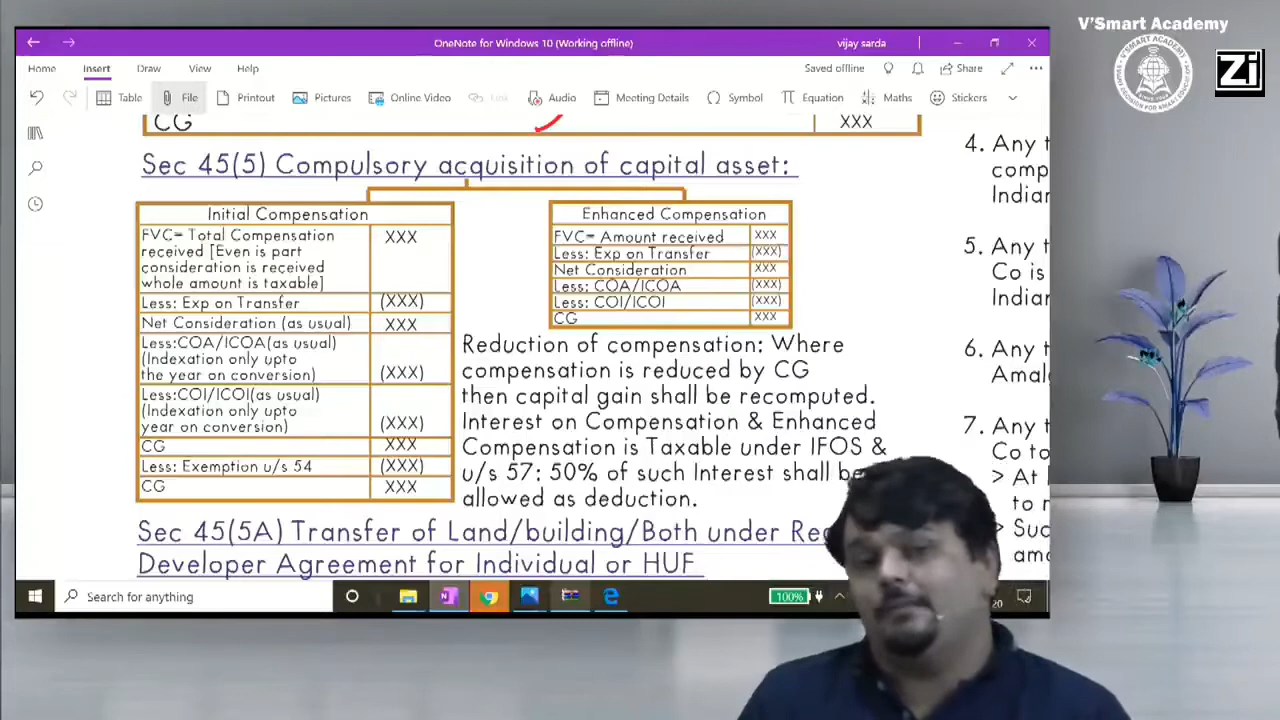 V'Smart Academy
Zi
OneNote for Windows 10 (Working offline)
vijay sarda
Home Insert Draw View Help
Saved offline
Share
Table File Printout Pictures Online Video Link Audio Meeting Details Symbol Equation Maths Stickers
CG XXX
Sec 45(5) Compulsory acquisition of capital asset:
Initial Compensation
FVC= Total Compensation XXX
received [Even is part
consideration is received
whole amount is taxable]
Less: Exp on Transfer (XXX)
Net Consideration (as usual) XXX
Less:COA/ICOA(as usual)
(Indexation only upto
the year on conversion) (XXX)
Less:COI/ICOI(as usual)
(Indexation only upto
year on conversion) (XXX)
CG XXX
Less: Exemption u/s 54 (XXX)
CG XXX
Enhanced Compensation
FVC= Amount received XXX
Less: Exp on Transfer (XXX)
Net Consideration XXX
Less: COA/ICOA (XXX)
Less: COI/ICOI (XXX)
CG XXX
Reduction of compensation: Where
compensation is reduced by CG
then capital gain shall be recomputed.
Interest on Compensation & Enhanced
Compensation is Taxable under IFOS &
u/s 57: 50% of such Interest shall be
allowed as deduction.
Sec 45(5A) Transfer of Land/building/Both under Re
Developer Agreement for Individual or HUF
4. Any t
comp
Indian
5. Any t
Co is
Indian
6. Any t
Amal
7. Any t
Co to
> At
to r
> Suc
am
Search for anything
100%
20